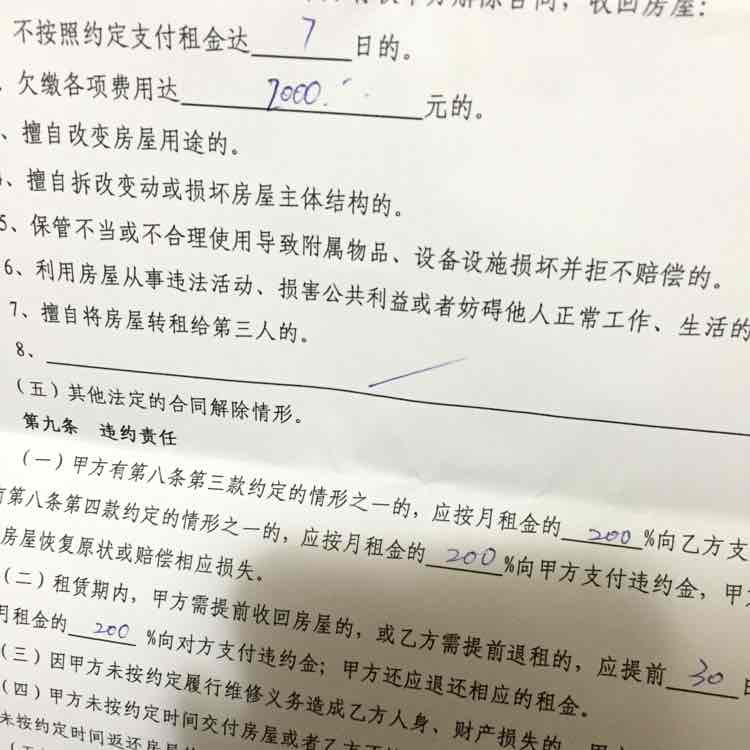 解除合同，收回房屋：
不按照约定支付租金达 7 日的。
欠缴各项费用达 7000. 元的。
、擅自改变房屋用途的。
、擅自拆改变动或损坏房屋主体结构的。
5、保管不当或不合理使用导致附属物品、设备设施损坏并拒不赔偿的。
6、利用房屋从事违法活动、损害公共利益或者妨碍他人正常工作、生活的
7、擅自将房屋转租给第三人的。
8、
（五）其他法定的合同解除情形。
第九条 违约责任
（一）甲方有第八条第三款约定的情形之一的，应按月租金的 200 %向乙方支
有第八条第四款约定的情形之一的，应按月租金的 200 %向甲方支付违约金，甲
房屋恢复原状或赔偿相应损失。
（二）租赁期内，甲方需提前收回房屋的，或乙方需提前退租的，应提前 30 日
月租金的 200 %向对方支付违约金；甲方还应退还相应的租金。
（三）因甲方未按约定履行维修义务造成乙方人身、财产损失的，
（四）甲方未按约定时间交付房屋或者乙方不
未按约定时间返还房屋